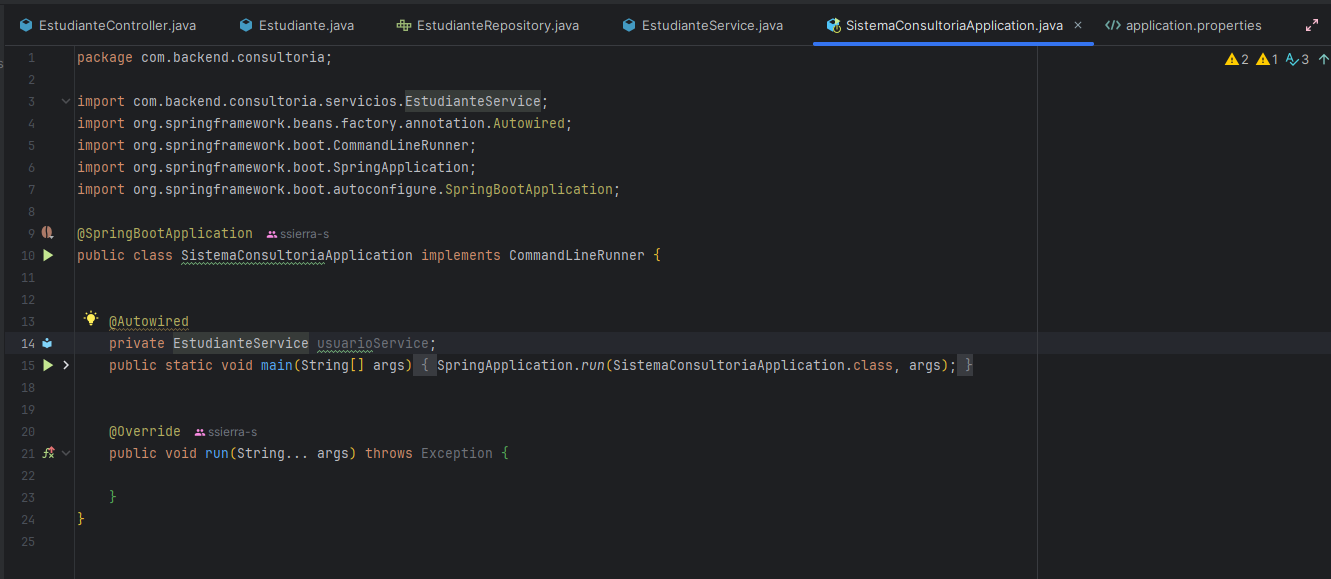 EstudianteController.java Estudiante.java EstudianteRepository.java EstudianteService.java SistemaConsultoriaApplication.java × </> application.properties
1 package com.backend.consultoria; 2 1 3
2
3 import com.backend.consultoria.servicios.EstudianteService;
4 import org.springframework.beans.factory.annotation.Autowired;
5 import org.springframework.boot.CommandLineRunner;
6 import org.springframework.boot.SpringApplication;
7 import org.springframework.boot.autoconfigure.SpringBootApplication;
8
9 @SpringBootApplication ssierra-s
10 public class SistemaConsultoriaApplication implements CommandLineRunner {
11
12
13 @Autowired
14 private EstudianteService usuarioService;
15 public static void main(String[] args) { SpringApplication.run(SistemaConsultoriaApplication.class, args); }
18
19
20 @Override ssierra-s
21 public void run(String... args) throws Exception {
22
23 }
24 }
25